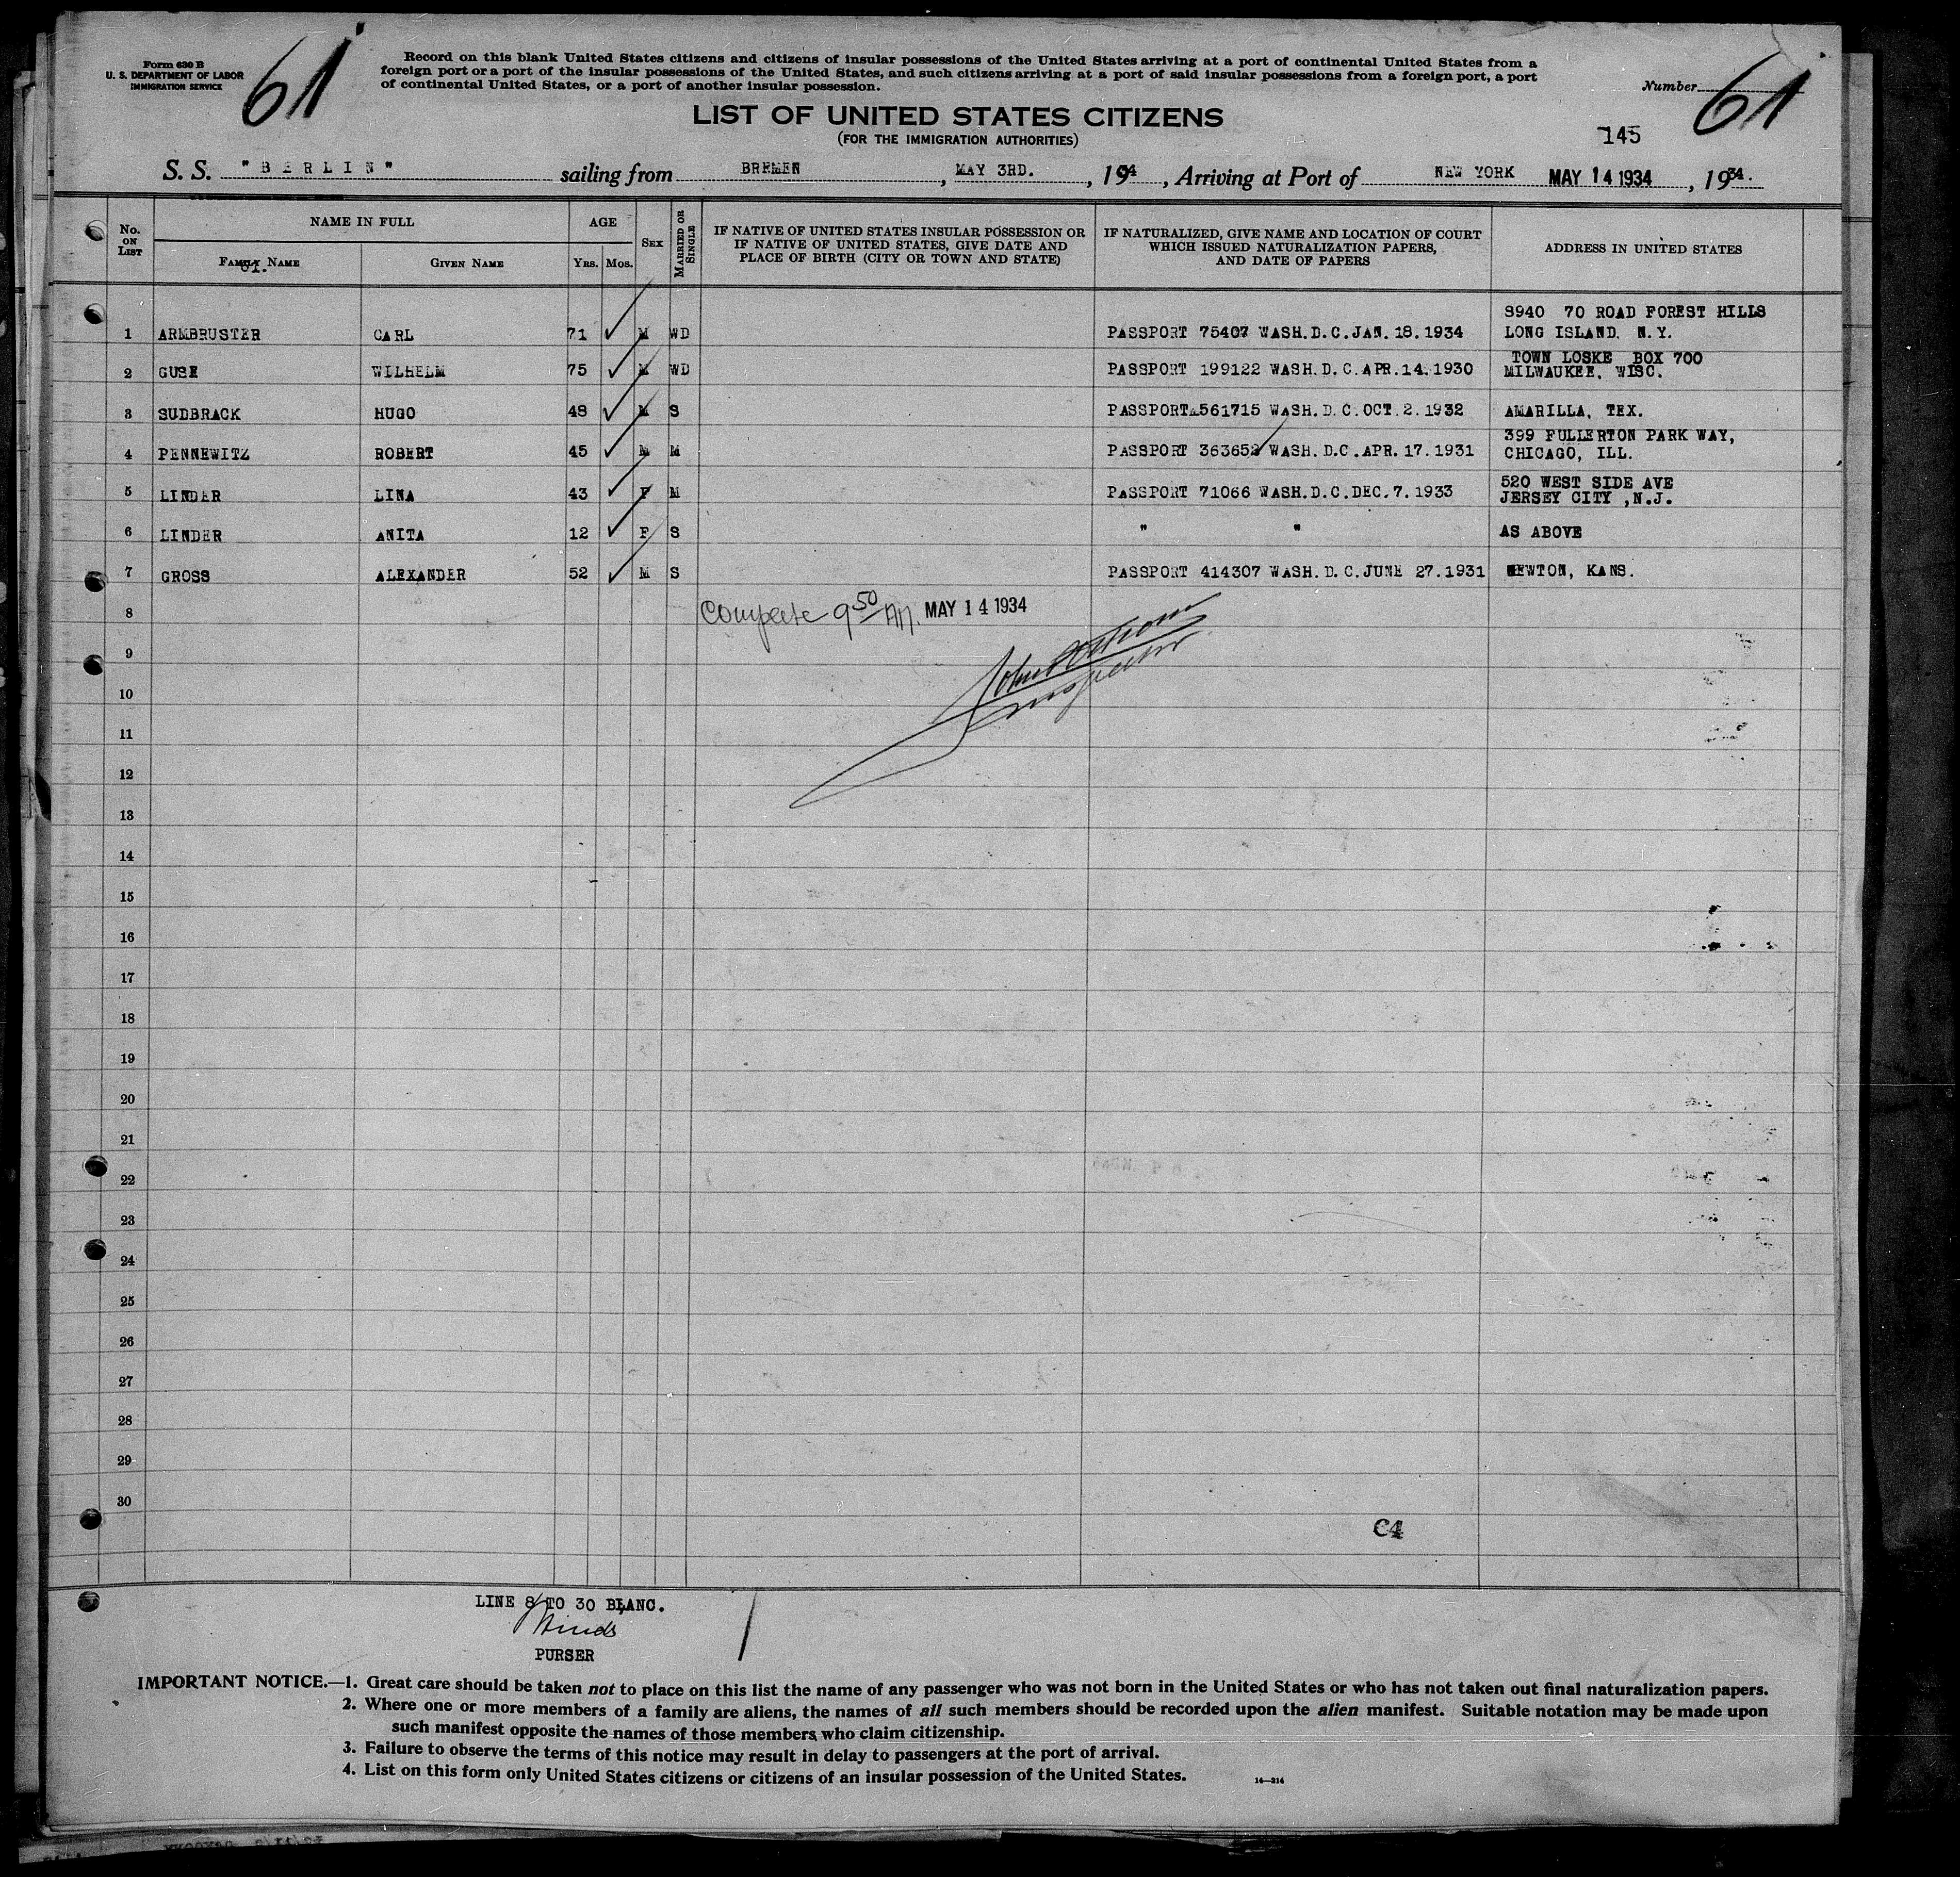 Form 630 B
U. S. DEPARTMENT OF LABOR
IMMIGRATION SERVICE
61
Record on this blank United States citizens and citizens of insular possessions of the United States arriving at a port of continental United States from a
foreign port or a port of the insular possessions of the United States, and such citizens arriving at a port of said insular possessions from a foreign port, a port
of continental United States, or a port of another insular possession.
Number 61
LIST OF UNITED STATES CITIZENS
(FOR THE IMMIGRATION AUTHORITIES)
145
S. S. "BERLIN" sailing from BREMEN, MAY 3RD., 1934, Arriving at Port of NEW YORK MAY 14 1934, 1934.
No. ON LIST
NAME IN FULL
FAMILY NAME
61.
GIVEN NAME
AGE
YRS. MOS.
SEX
MARRIED OR SINGLE
IF NATIVE OF UNITED STATES INSULAR POSSESSION OR
IF NATIVE OF UNITED STATES, GIVE DATE AND
PLACE OF BIRTH (CITY OR TOWN AND STATE)
IF NATURALIZED, GIVE NAME AND LOCATION OF COURT
WHICH ISSUED NATURALIZATION PAPERS,
AND DATE OF PAPERS
ADDRESS IN UNITED STATES
8940 70 ROAD FOREST HILLS
1 ARMBRUSTER CARL 71 M WD PASSPORT 75407 WASH.D.C.JAN.18.1934 LONG ISLAND. N.Y.
TOWN LOSKE BOX 700
2 GUSE WILHELM 75 M WD PASSPORT 199122 WASH.D.C.APR.14.1930 MILWAUKEE, WISC.
3 SUDBRACK HUGO 48 M S PASSPORT 561715 WASH.D.C.OCT.2.1932 AMARILLA, TEX.
399 FULLERTON PARK WAY,
4 PENNEWITZ ROBERT 45 M M PASSPORT 363652 WASH.D.C.APR.17.1931 CHICAGO, ILL.
520 WEST SIDE AVE
5 LINDER LINA 43 F M PASSPORT 71066 WASH.D.C.DEC.7.1933 JERSEY CITY ,N.J.
6 LINDER ANITA 12 F S " " AS ABOVE
7 GROSS ALEXANDER 52 M S PASSPORT 414307 WASH.D.C.JUNE 27.1931 NEWTON, KANS.
8 Complete 9 50 AM. MAY 14 1934
9
John
10 Inspector
11
12
13
14
15
16
17
18
19
20
21
22
23
24
25
26
27
28
29
30
C4
LINE 8 TO 30 BLANC.
PURSER
IMPORTANT NOTICE.—1. Great care should be taken not to place on this list the name of any passenger who was not born in the United States or who has not taken out final naturalization papers.
2. Where one or more members of a family are aliens, the names of all such members should be recorded upon the alien manifest. Suitable notation may be made upon
such manifest opposite the names of those members who claim citizenship.
3. Failure to observe the terms of this notice may result in delay to passengers at the port of arrival.
4. List on this form only United States citizens or citizens of an insular possession of the United States.
14—214